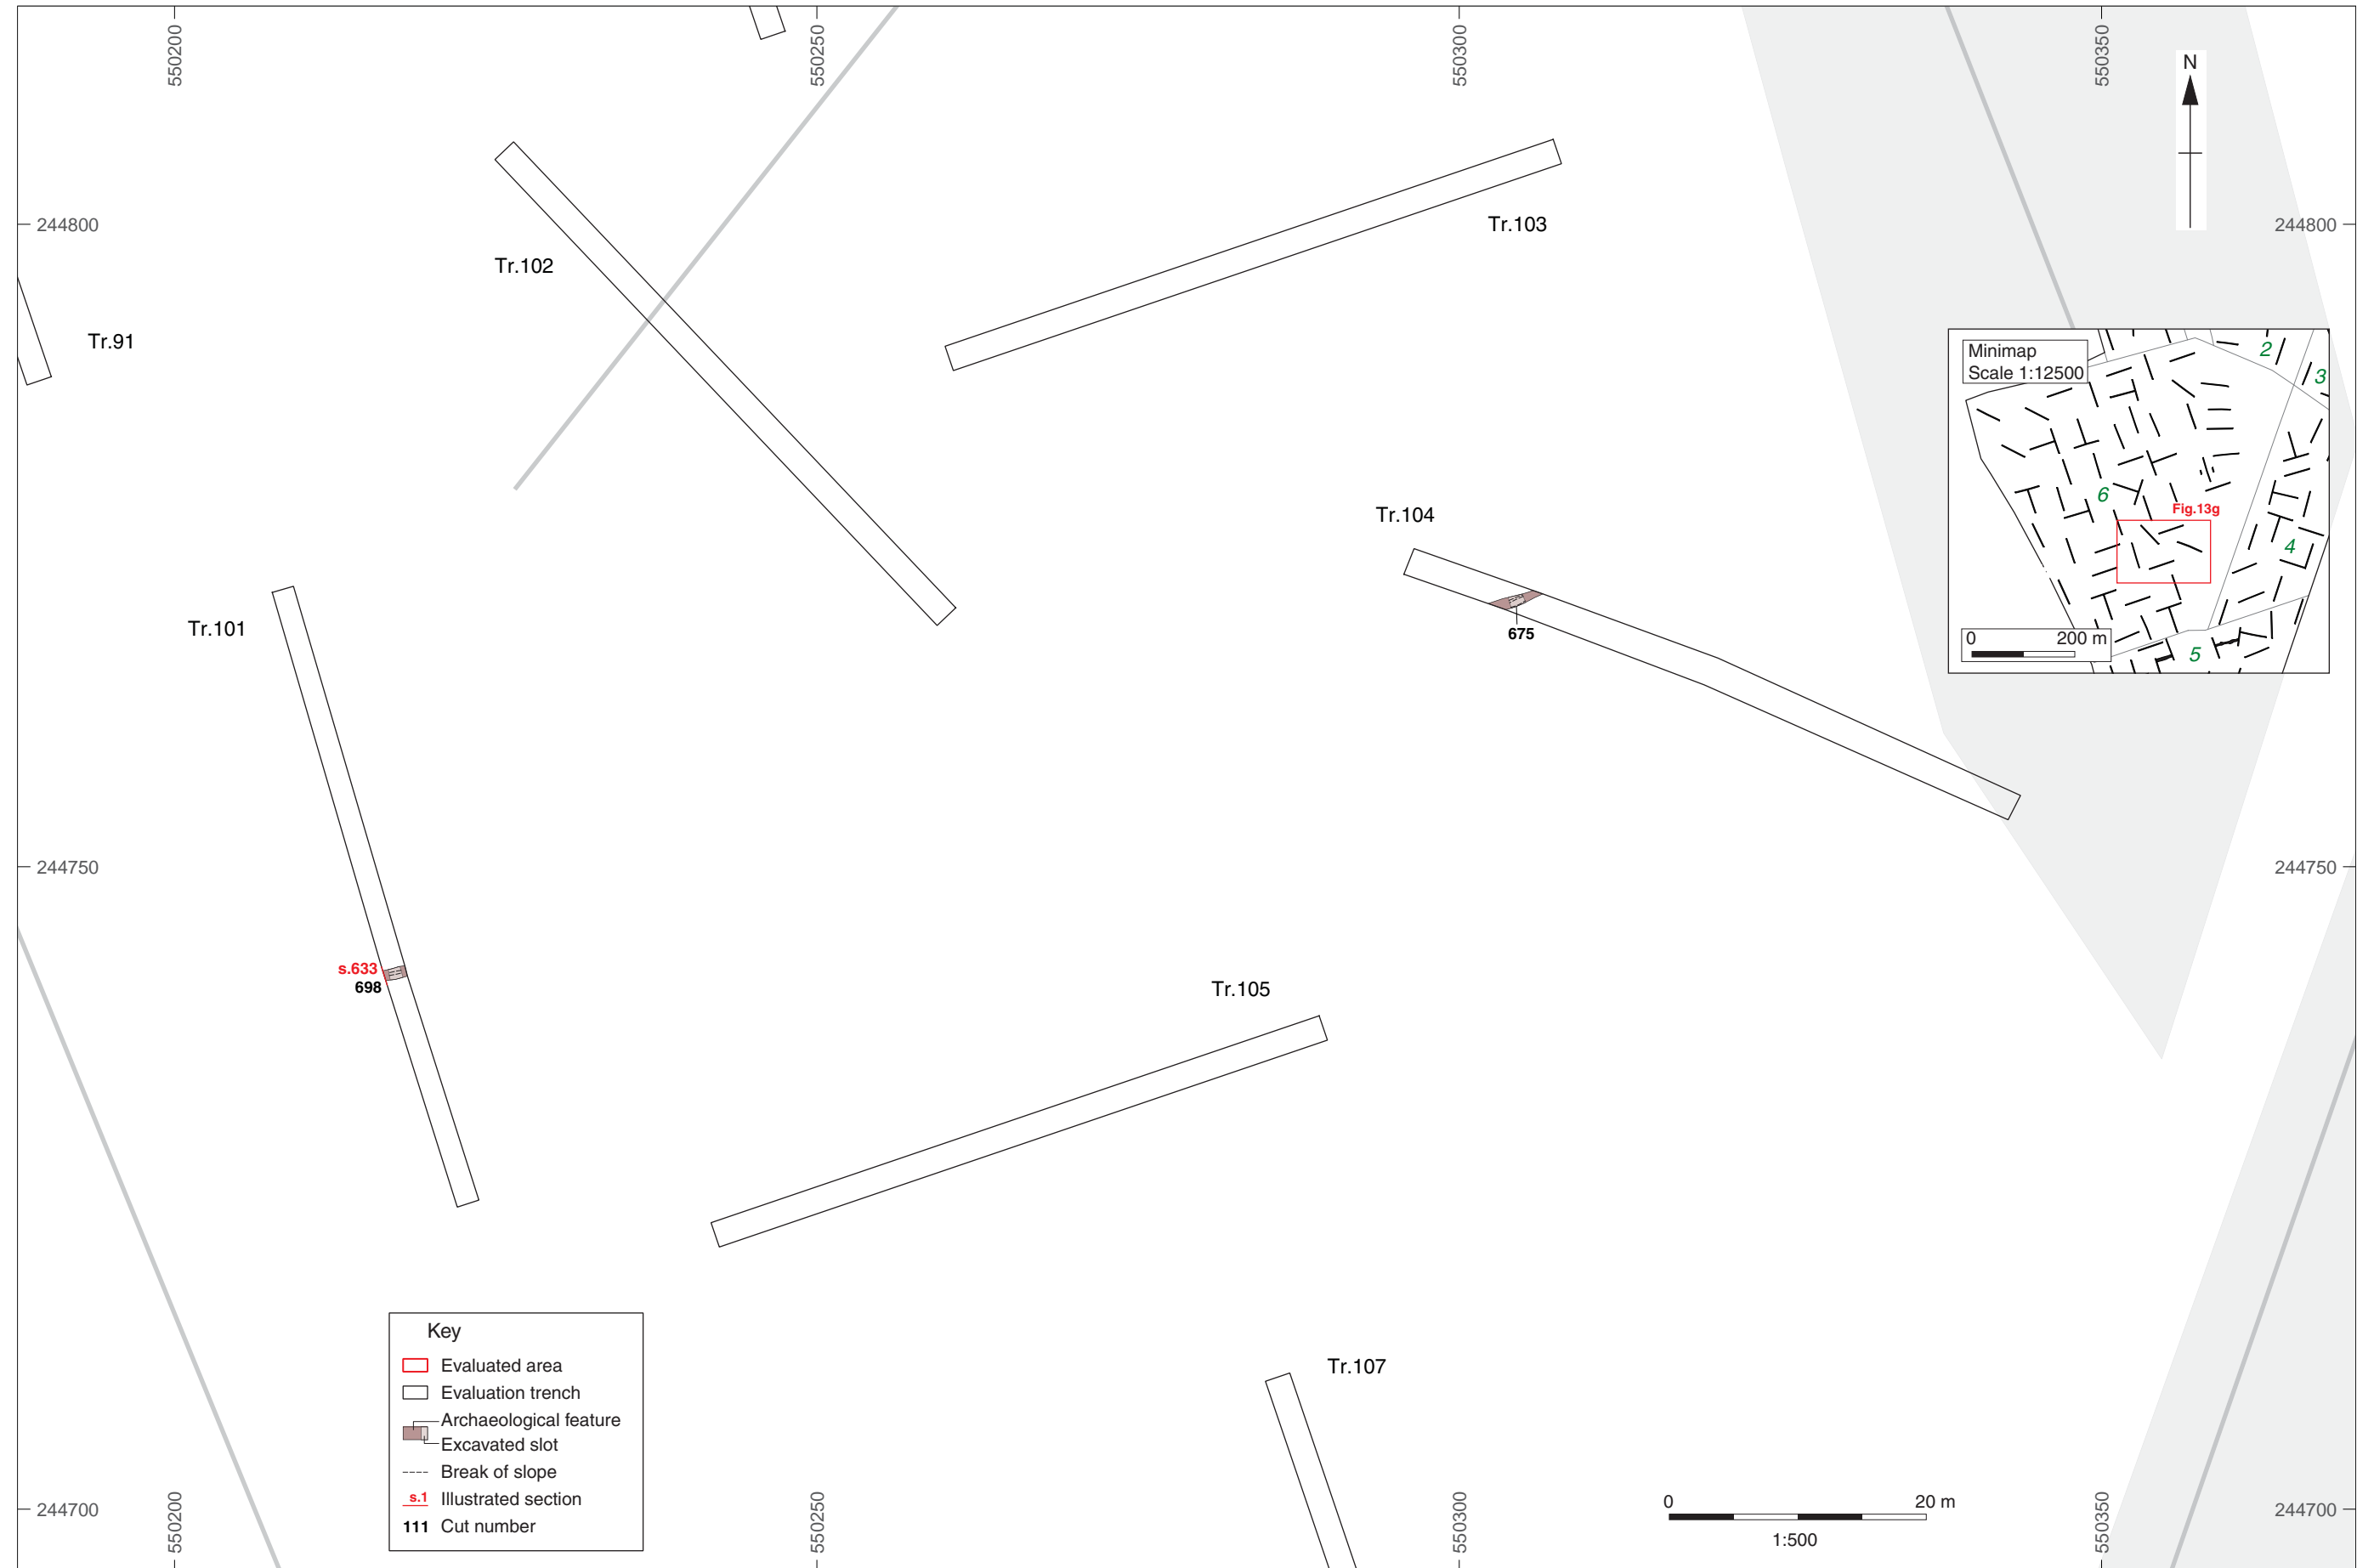 550200
550250
550300
550350
N
244800
244800
Tr.102
Tr.103
Tr.91
Minimap
Scale 1:12500
2
3
6
Fig.13g
4
0 200 m
5
Tr.104
675
Tr.101
244750
244750
s.633
698
Tr.105
Tr.107
Key
Evaluated area
Evaluation trench
Archaeological feature
Excavated slot
Break of slope
s.1 Illustrated section
111 Cut number
0 20 m
1:500
244700
244700
550200
550250
550300
550350